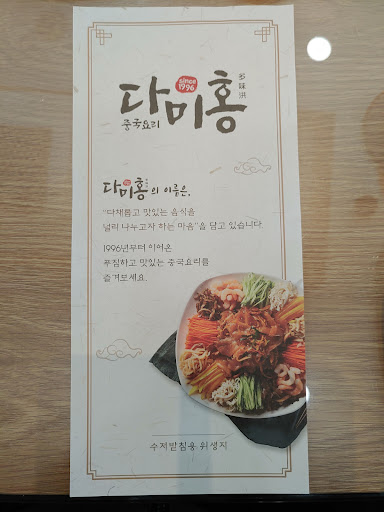 since
1996
다미홍
多味洪
중국요리
다미홍의 이름은,
"다채롭고 맛있는 음식을
널리 나누고자 하는 마음"을 담고 있습니다.
1996년부터 이어온
푸짐하고 맛있는 중국요리를
즐겨보세요.
수저받침용 위생지